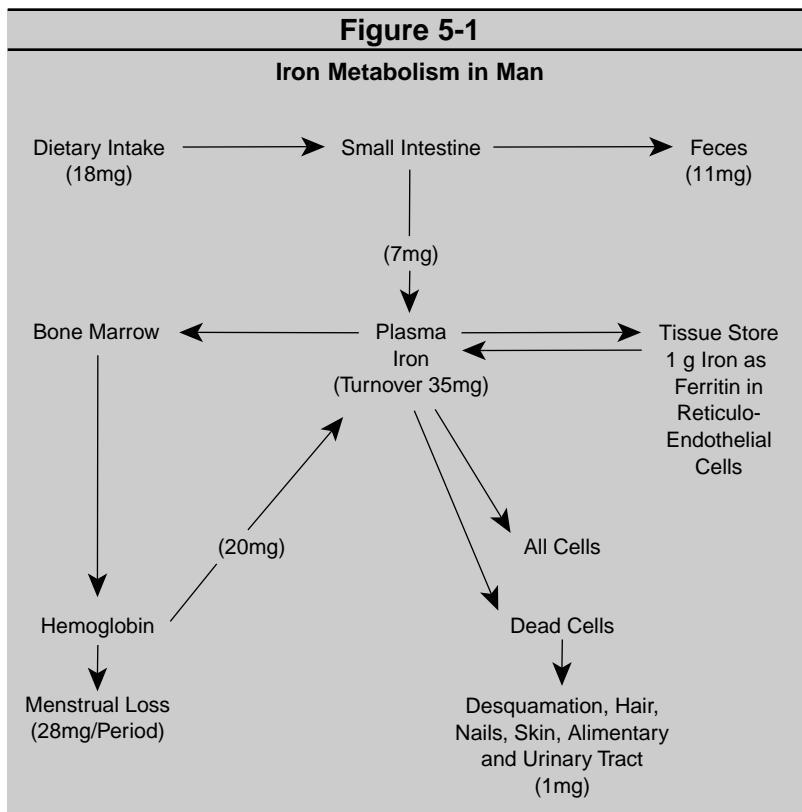 Figure 5-1
Iron Metabolism in Man
Dietary Intake
(18mg)
Small Intestine
Feces
(11mg)
(7mg)
Bone Marrow
Plasma
Iron
(Turnover 35mg)
Tissue Store
1 g Iron as
Ferritin in
Reticulo-
Endothelial
Cells
(20mg)
All Cells
Hemoglobin
Dead Cells
Menstrual Loss
(28mg/Period)
Desquamation, Hair,
Nails, Skin, Alimentary
and Urinary Tract
(1mg)